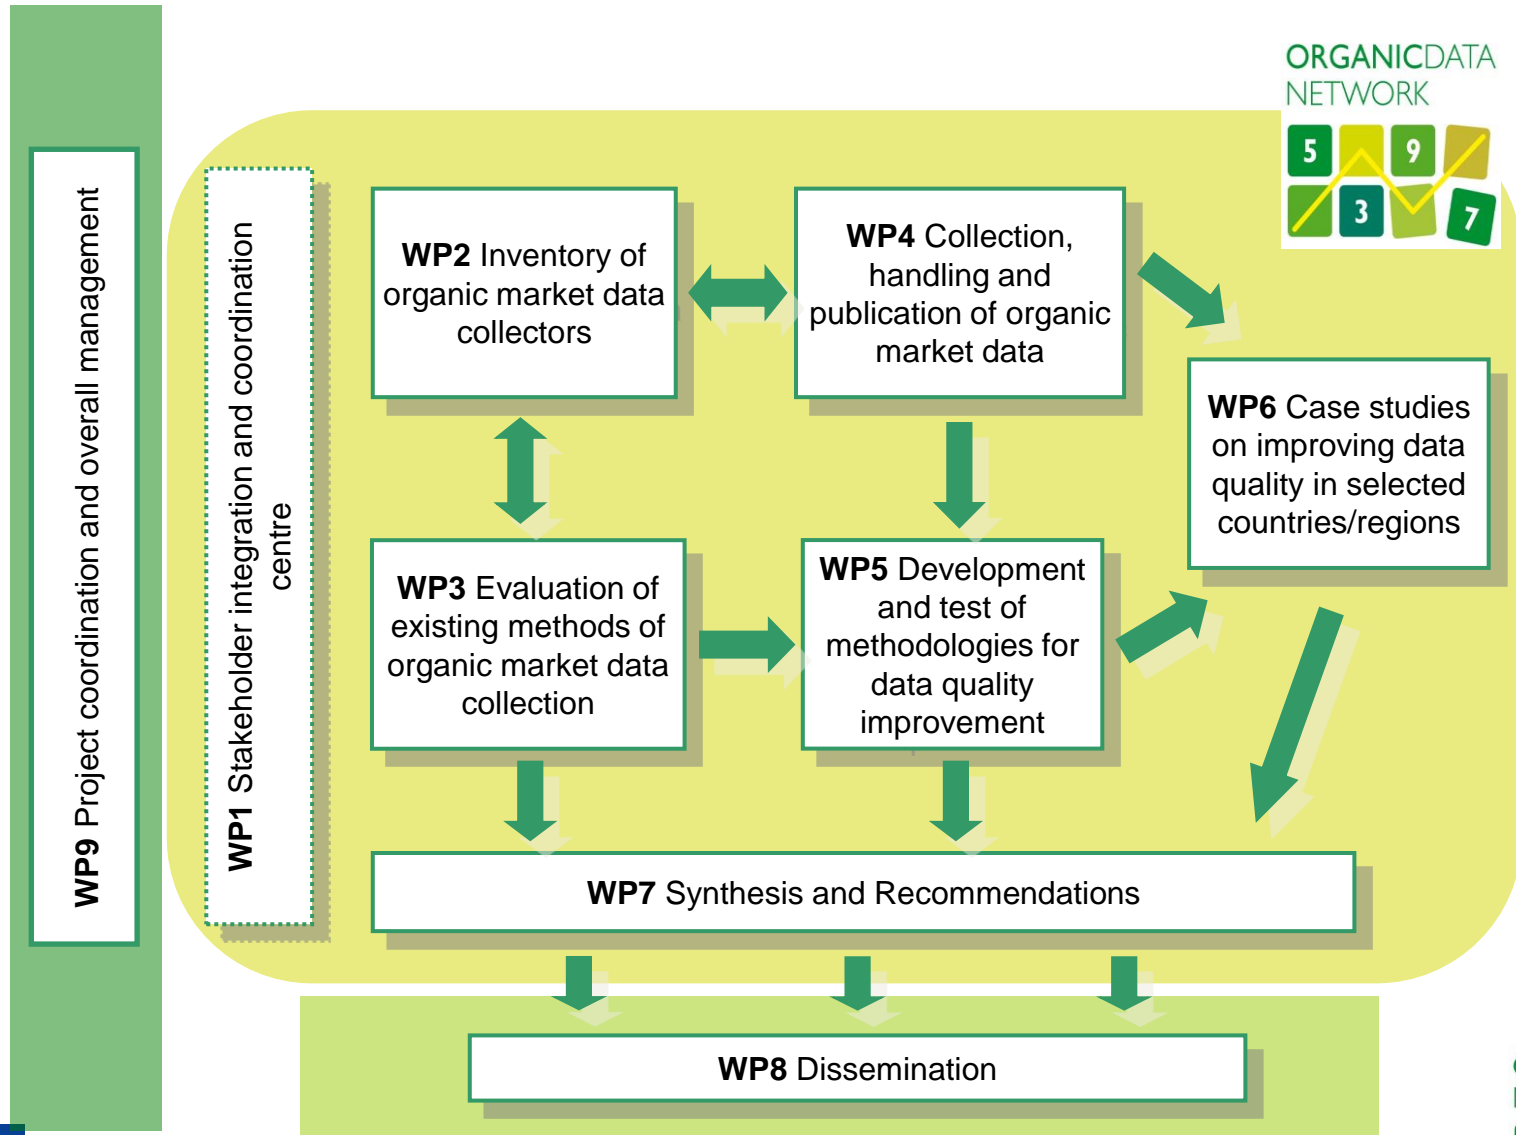 ORGANICDATA
NETWORK
5 9
3 7
WP9 Project coordination and overall management
WP1 Stakeholder integration and coordination
centre
WP2 Inventory of
organic market data
collectors
WP4 Collection,
handling and
publication of organic
market data
WP6 Case studies
on improving data
quality in selected
countries/regions
WP3 Evaluation of
existing methods of
organic market data
collection
WP5 Development
and test of
methodologies for
data quality
improvement
WP7 Synthesis and Recommendations
WP8 Dissemination